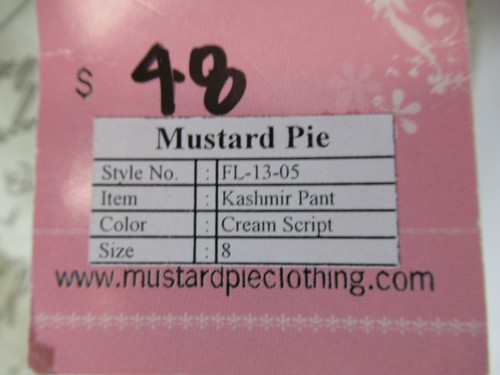 $ 48
Mustard Pie
Style No. : FL-13-05
Item : Kashmir Pant
Color : Cream Script
Size : 8
www.mustardpieclothing.com